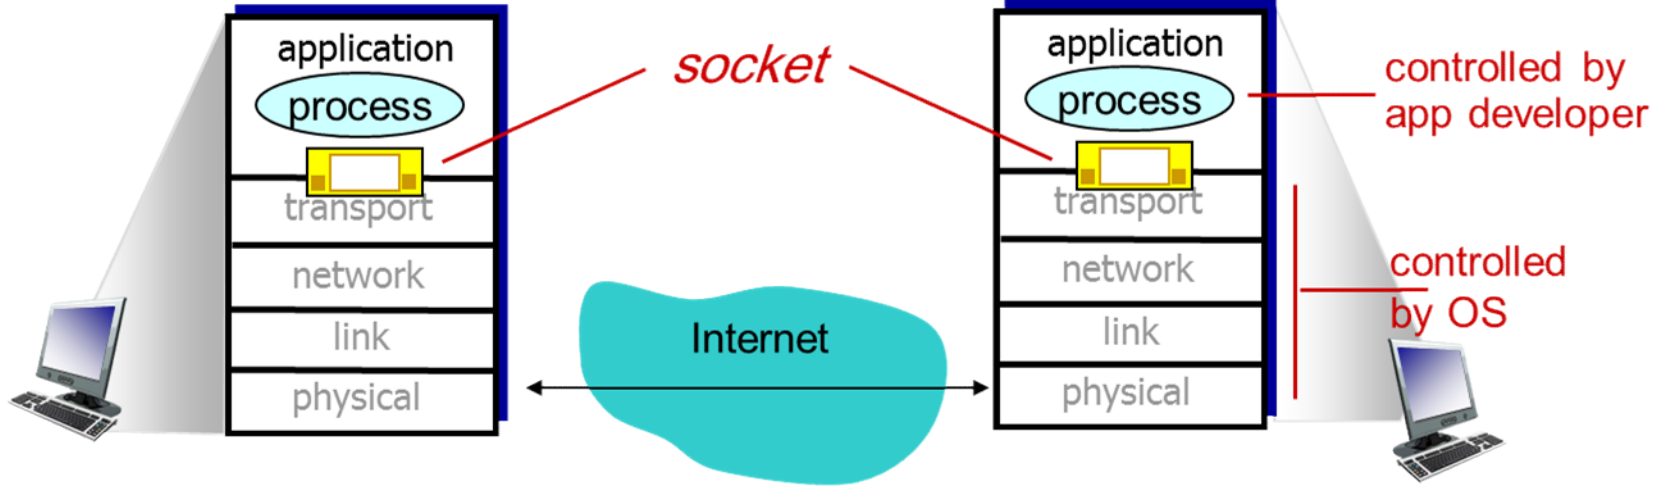 application
process
transport
network
link
physical
socket
Internet
application
process
transport
network
link
physical
controlled by
app developer
controlled
by OS